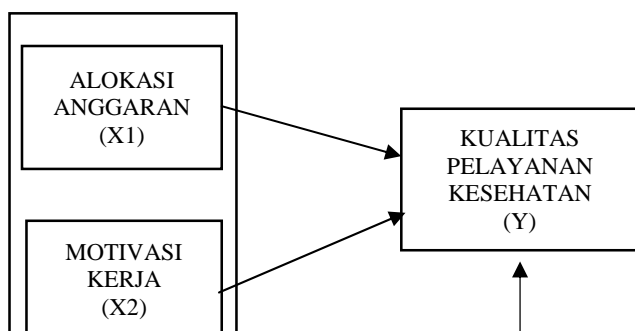 ALOKASI
ANGGARAN
(X1)
KUALITAS
PELAYANAN
KESEHATAN
(Y)
MOTIVASI
KERJA
(X2)